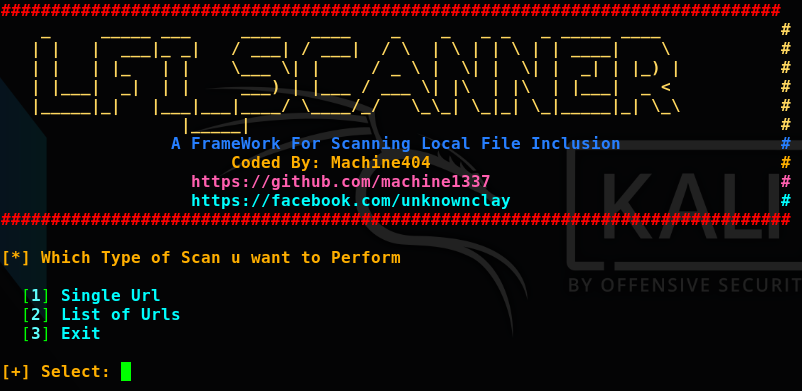 ###############################################################################
LFI_SCANNER #
A FrameWork For Scanning Local File Inclusion #
Coded By: Machine404 #
https://github.com/machine1337 #
https://facebook.com/unknownclay #
###############################################################################
KALI
BY OFFENSIVE SECURIT
[*] Which Type of Scan u want to Perform
[1] Single Url
[2] List of Urls
[3] Exit
[+] Select: